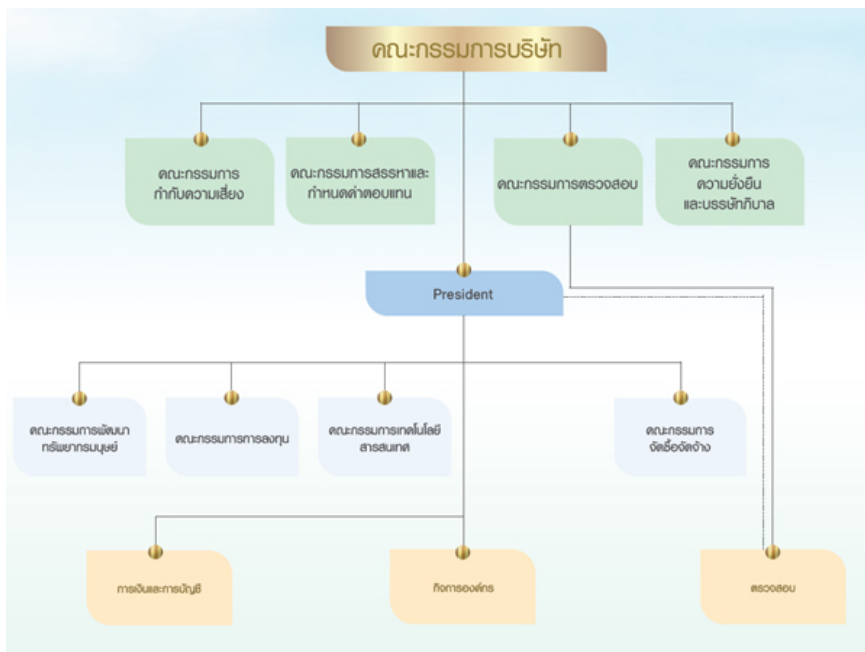 คณะกรรมการบริษัท
คณะกรรมการ
กำกับความเสี่ยง
คณะกรรมการสรรหาและ
กำหนดค่าตอบแทน
คณะกรรมการตรวจสอบ
คณะกรรมการ
ความยั่งยืน
และบรรษัทภิบาล
President
คณะกรรมการพัฒนา
ทรัพยากรมนุษย์
คณะกรรมการการลงทุน
คณะกรรมการเทคโนโลยี
สารสนเทศ
คณะกรรมการ
จัดซื้อจัดจ้าง
การเงินและการบัญชี
กิจการองค์กร
ตรวจสอบ